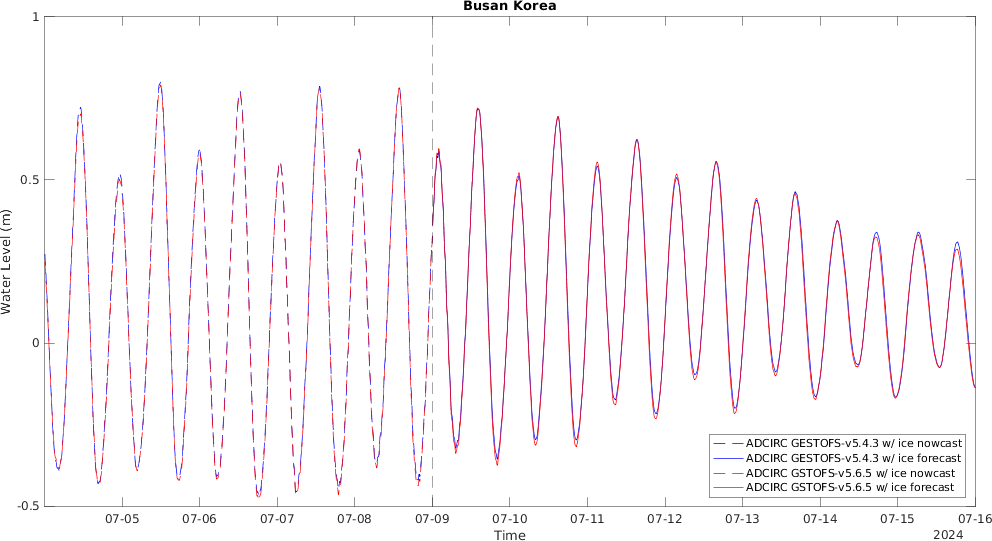 Busan Korea
Water Level (m)
1
0.5
0
-0.5
07-05 07-06 07-07 07-08 07-09 07-10 07-11 07-12 07-13 07-14 07-15 07-16
Time
2024
ADCIRC GESTOFS-v5.4.3 w/ ice nowcast
ADCIRC GESTOFS-v5.4.3 w/ ice forecast
ADCIRC GSTOFS-v5.6.5 w/ ice nowcast
ADCIRC GSTOFS-v5.6.5 w/ ice forecast